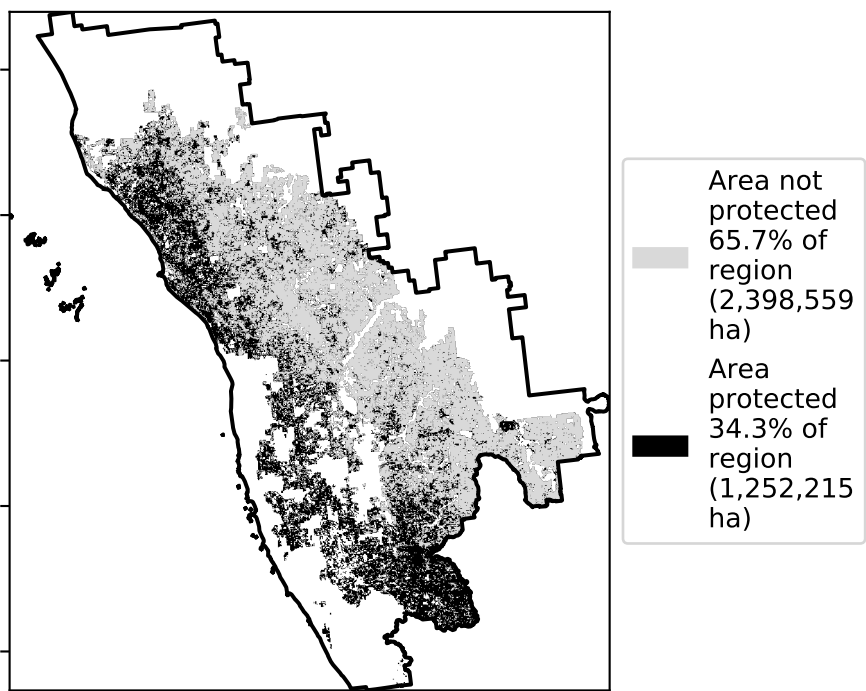 Area not
protected
65.7% of
region
(2,398,559
ha)
Area
protected
34.3% of
region
(1,252,215
ha)